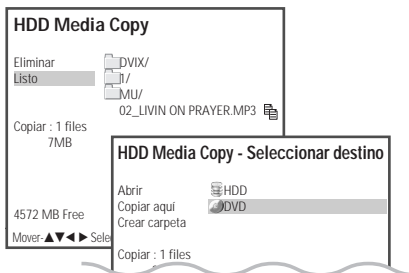 HDD Media Copy
Eliminar
Listo
DVIX/
1/
MU/
02_LIVIN ON PRAYER.MP3
Copiar : 1 files
7MB
4572 MB Free
Mover-▲▼◄ ► Sele
HDD Media Copy - Seleccionar destino
Abrir
Copiar aquí
Crear carpeta
HDD
DVD
Copiar : 1 files